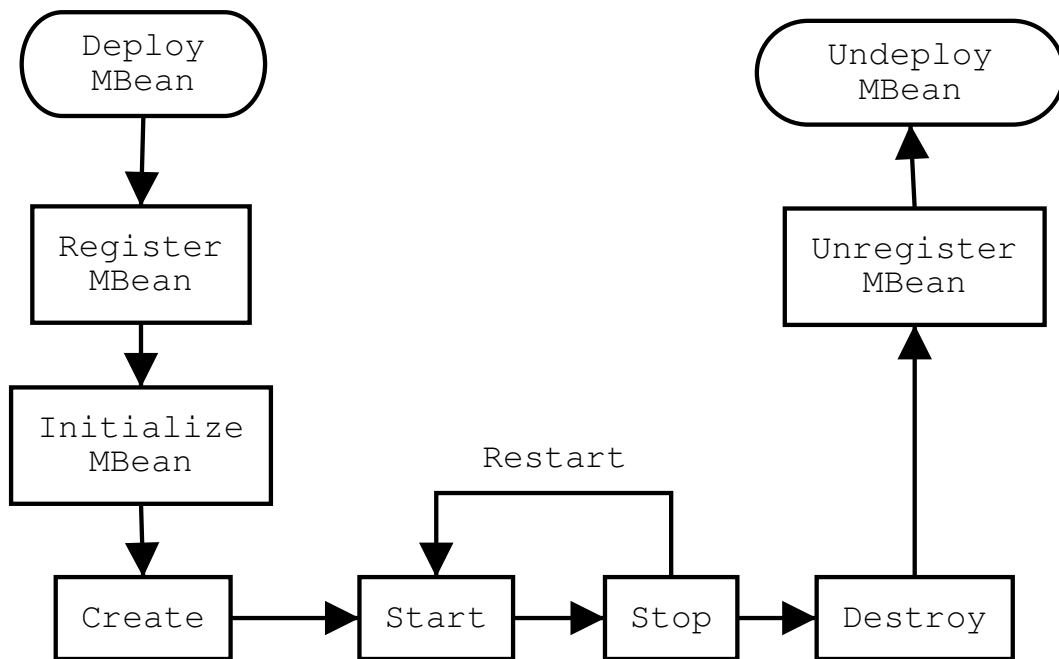 Deploy
MBean
Undeploy
MBean
Register
MBean
Unregister
MBean
Initialize
MBean
Restart
Create
Start
Stop
Destroy